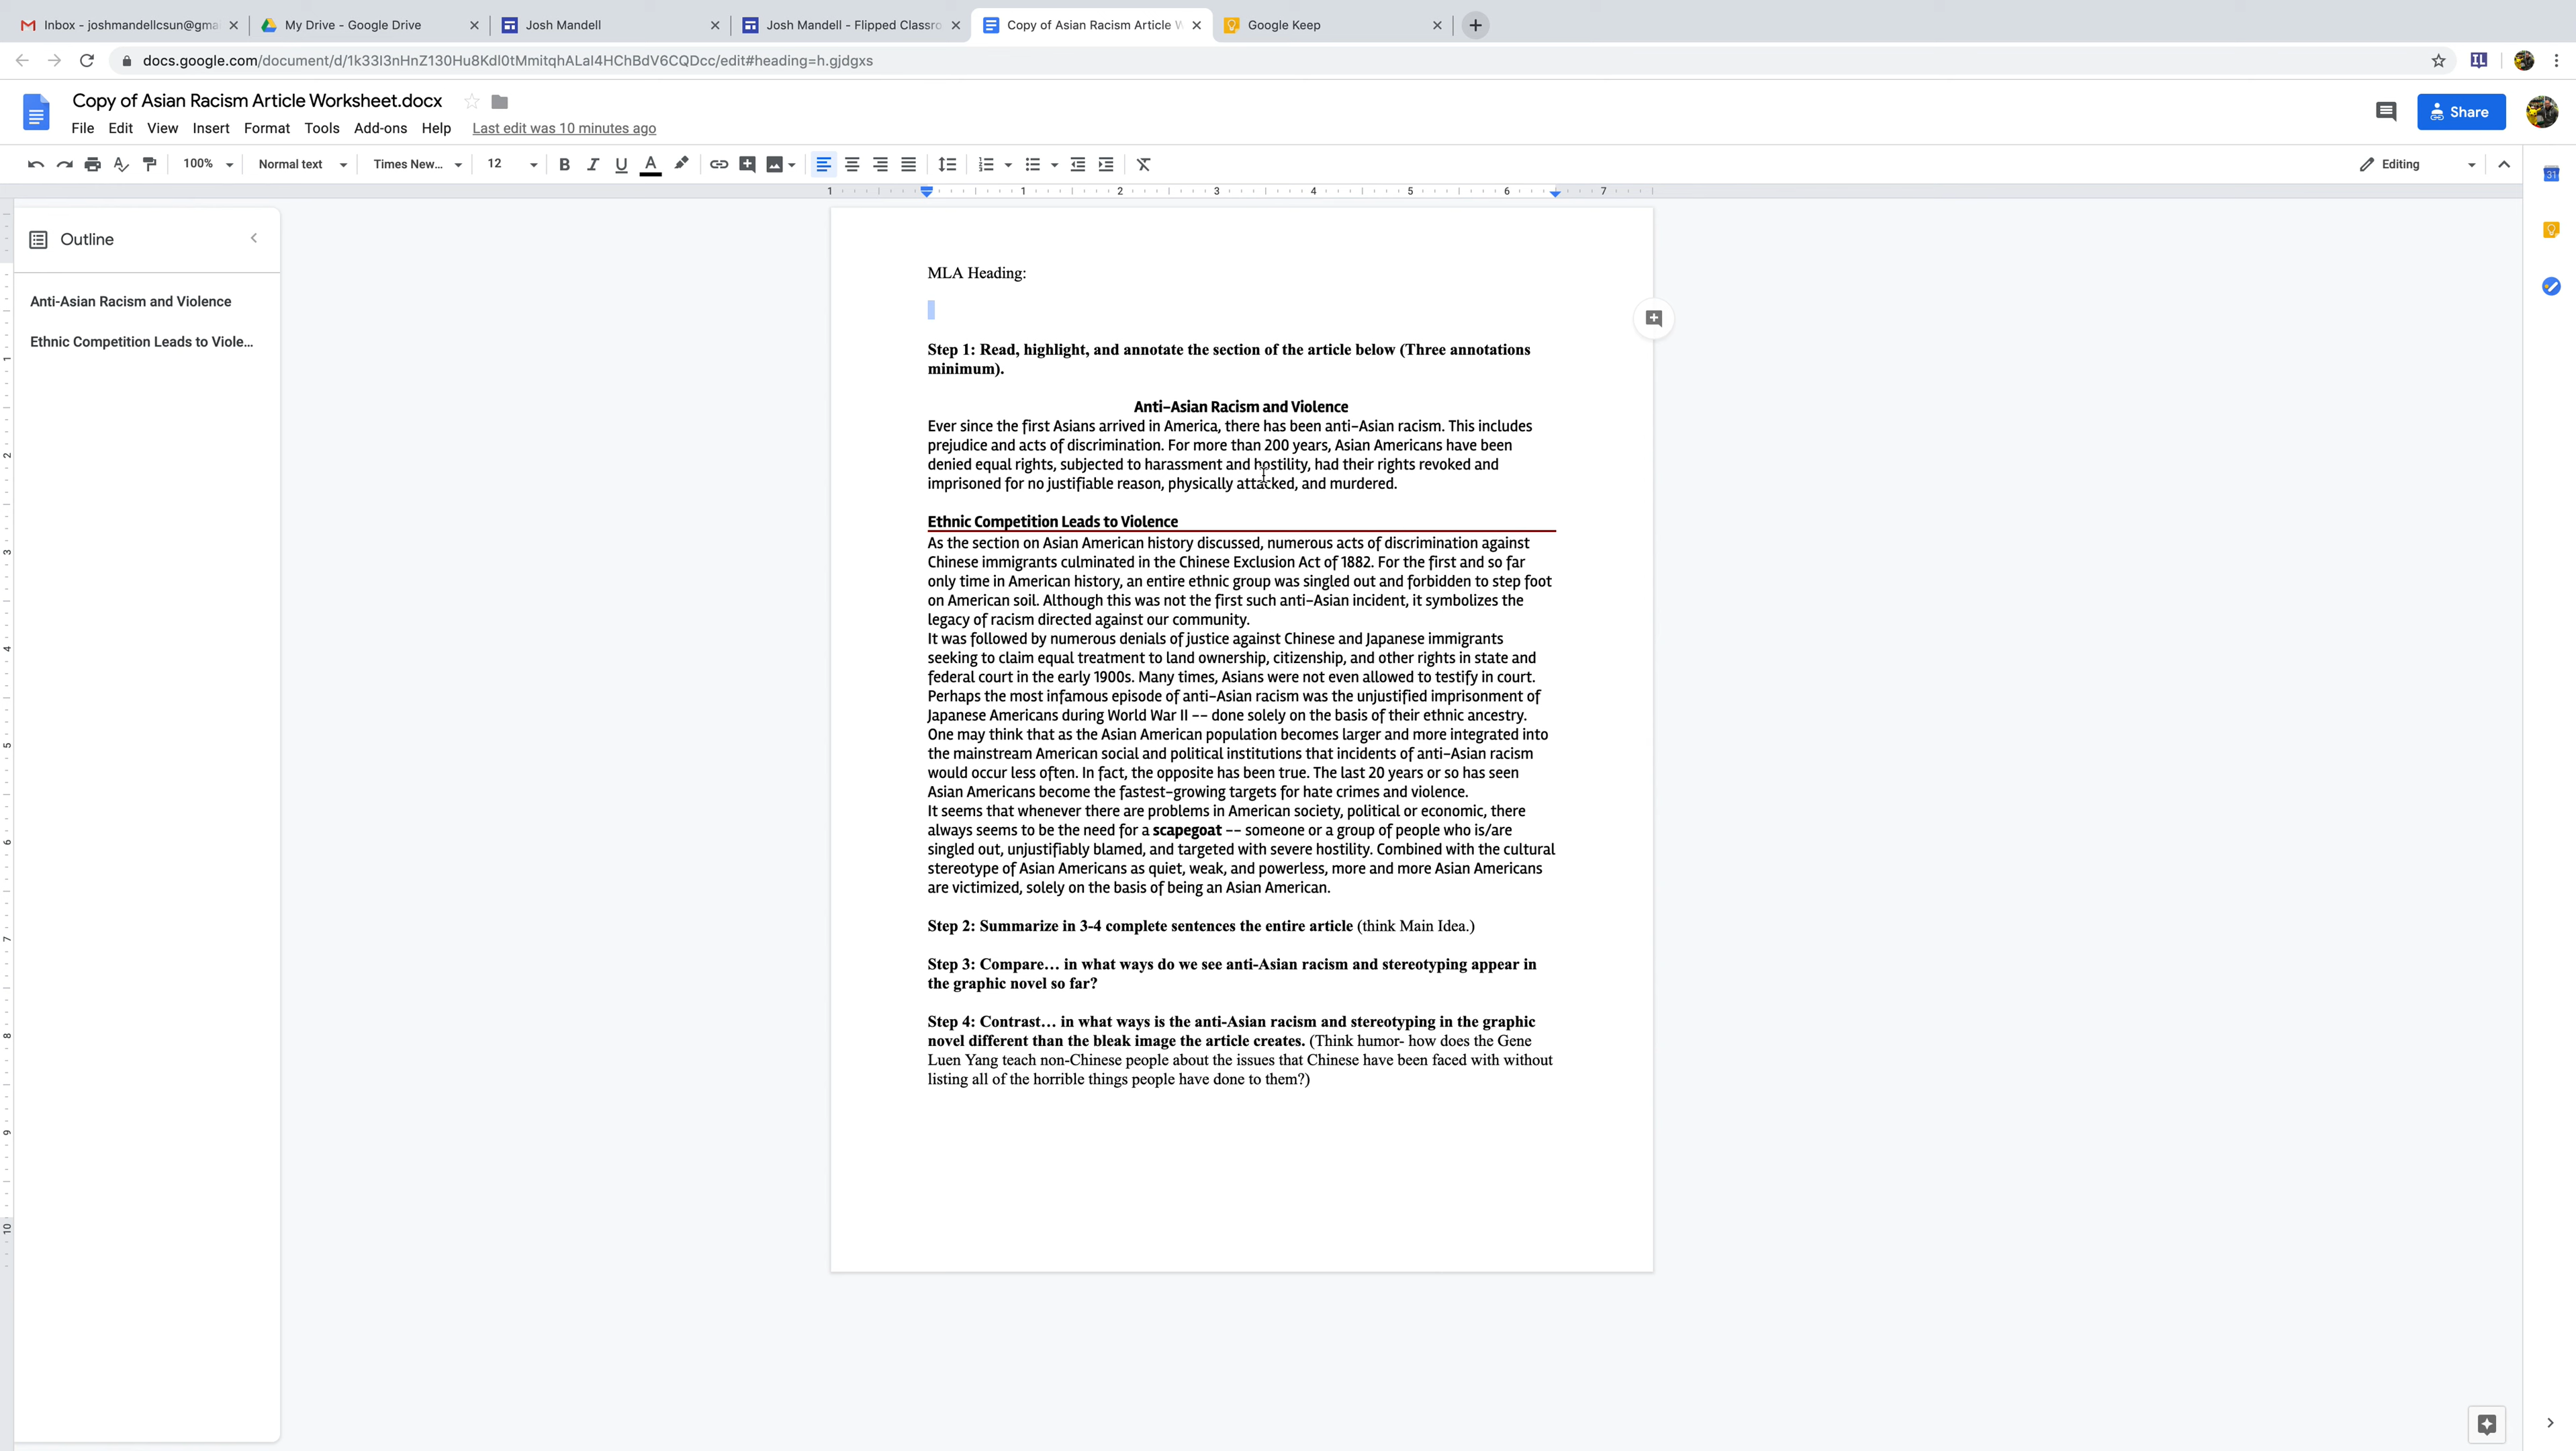 Inbox - joshmandellcsun@gma
My Drive - Google Drive
Josh Mandell
Josh Mandell - Flipped Classro
Copy of Asian Racism Article W
Google Keep
docs.google.com/document/d/1k33I3nHnZ130Hu8Kdl0tMmitqhALaI4HChBdV6CQDcc/edit#heading=h.gjdgxs
Copy of Asian Racism Article Worksheet.docx
File Edit View Insert Format Tools Add-ons Help Last edit was 10 minutes ago
Share
100% Normal text Times New... 12 B I U A Editing
1 1 2 3 4 5 6 7
31
Outline
Anti-Asian Racism and Violence
Ethnic Competition Leads to Viole...
1
2
3
4
5
6
7
8
9
10
MLA Heading:
Step 1: Read, highlight, and annotate the section of the article below (Three annotations
minimum).
Anti-Asian Racism and Violence
Ever since the first Asians arrived in America, there has been anti-Asian racism. This includes
prejudice and acts of discrimination. For more than 200 years, Asian Americans have been
denied equal rights, subjected to harassment and hostility, had their rights revoked and
imprisoned for no justifiable reason, physically attacked, and murdered.
Ethnic Competition Leads to Violence
As the section on Asian American history discussed, numerous acts of discrimination against
Chinese immigrants culminated in the Chinese Exclusion Act of 1882. For the first and so far
only time in American history, an entire ethnic group was singled out and forbidden to step foot
on American soil. Although this was not the first such anti-Asian incident, it symbolizes the
legacy of racism directed against our community.
It was followed by numerous denials of justice against Chinese and Japanese immigrants
seeking to claim equal treatment to land ownership, citizenship, and other rights in state and
federal court in the early 1900s. Many times, Asians were not even allowed to testify in court.
Perhaps the most infamous episode of anti-Asian racism was the unjustified imprisonment of
Japanese Americans during World War II -- done solely on the basis of their ethnic ancestry.
One may think that as the Asian American population becomes larger and more integrated into
the mainstream American social and political institutions that incidents of anti-Asian racism
would occur less often. In fact, the opposite has been true. The last 20 years or so has seen
Asian Americans become the fastest-growing targets for hate crimes and violence.
It seems that whenever there are problems in American society, political or economic, there
always seems to be the need for a scapegoat -- someone or a group of people who is/are
singled out, unjustifiably blamed, and targeted with severe hostility. Combined with the cultural
stereotype of Asian Americans as quiet, weak, and powerless, more and more Asian Americans
are victimized, solely on the basis of being an Asian American.
Step 2: Summarize in 3-4 complete sentences the entire article (think Main Idea.)
Step 3: Compare… in what ways do we see anti-Asian racism and stereotyping appear in
the graphic novel so far?
Step 4: Contrast… in what ways is the anti-Asian racism and stereotyping in the graphic
novel different than the bleak image the article creates. (Think humor- how does the Gene
Luen Yang teach non-Chinese people about the issues that Chinese have been faced with without
listing all of the horrible things people have done to them?)